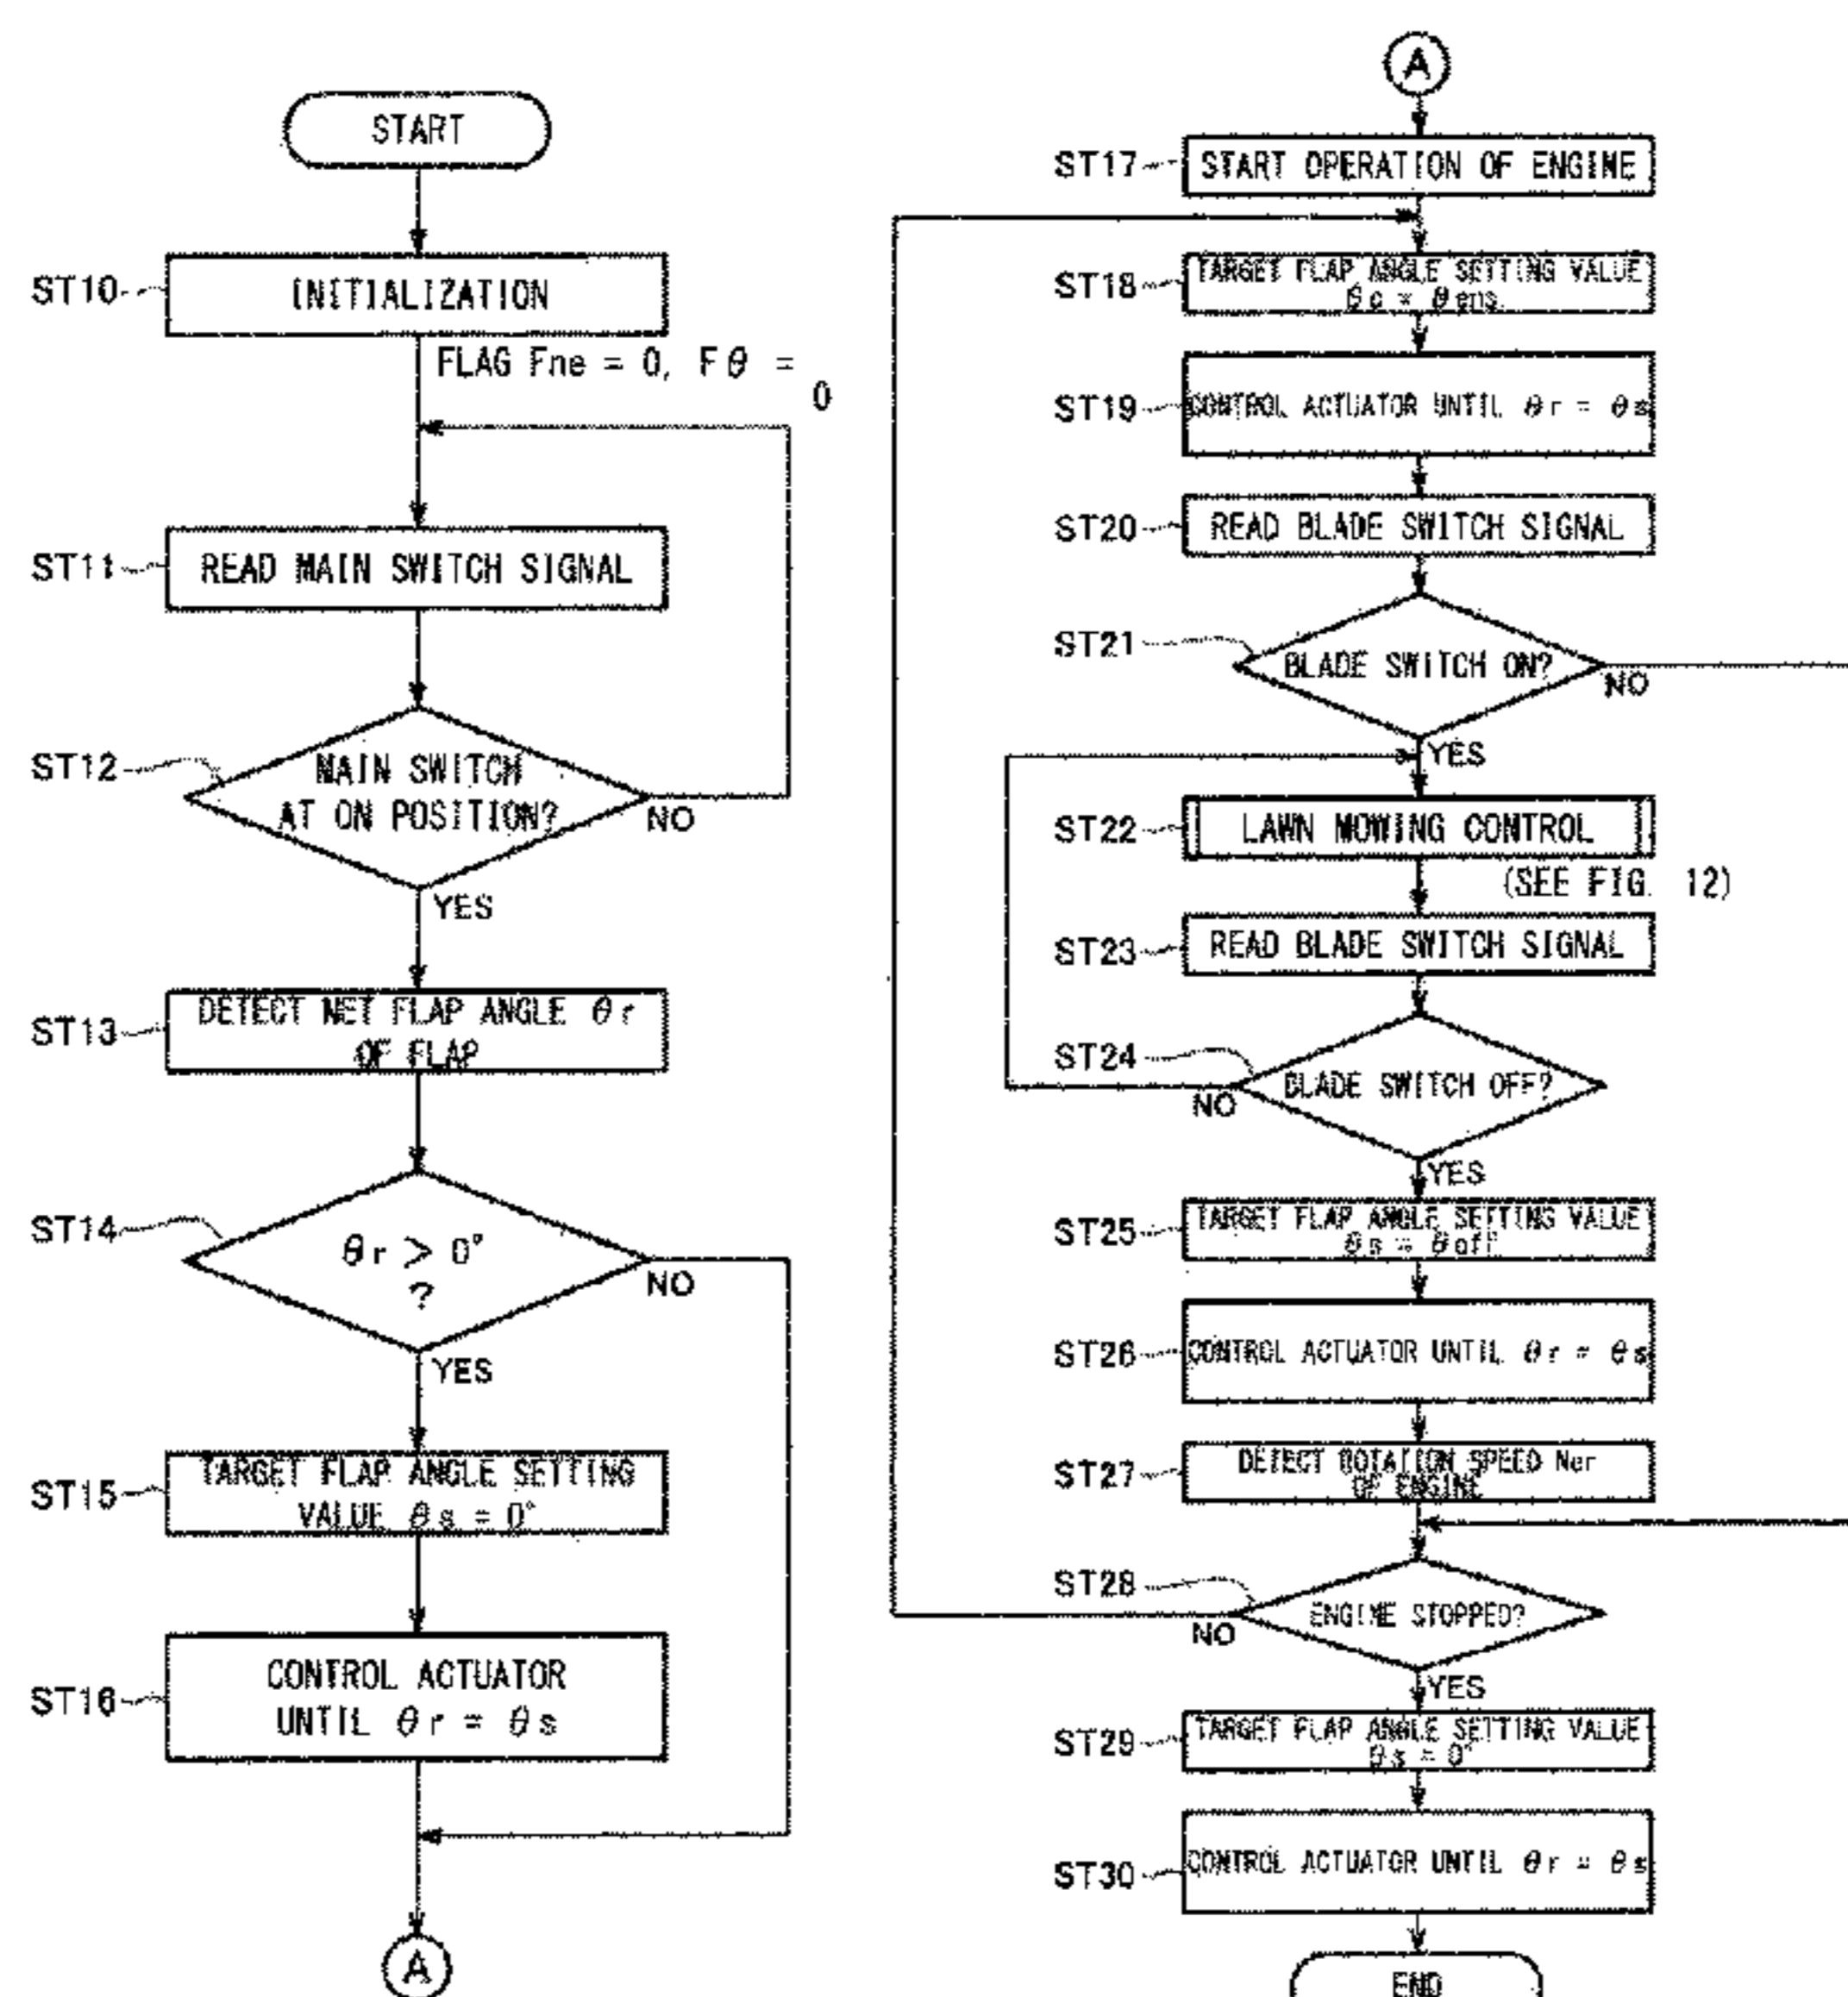 START
ST10
INITIALIZATION
FLAG Fne = 0, Fθ =
0
ST11
READ MAIN SWITCH SIGNAL
ST12
MAIN SWITCH
AT ON POSITION?
NO
YES
ST13
DETECT NET FLAP ANGLE θr
OF FLAP
ST14
θr > 0°
?
NO
YES
ST15
TARGET FLAP ANGLE SETTING
VALUE θs = 0°
ST16
CONTROL ACTUATOR
UNTIL θr = θs
A
A
ST17
START OPERATION OF ENGINE
ST18
TARGET FLAP ANGLE SETTING VALUE
ST19
CONTROL ACTUATOR UNTIL θr = θs
ST20
READ BLADE SWITCH SIGNAL
ST21
BLADE SWITCH ON?
NO
YES
ST22
LAWN MOWING CONTROL
(SEE FIG. 12)
ST23
READ BLADE SWITCH SIGNAL
ST24
BLADE SWITCH OFF?
NO
YES
ST25
TARGET FLAP ANGLE SETTING VALUE
θs = θoff
ST26
CONTROL ACTUATOR UNTIL θr = θs
ST27
DETECT ROTATION SPEED Ner
OF ENGINE
ST28
ENGINE STOPPED?
NO
YES
ST29
TARGET FLAP ANGLE SETTING VALUE
θs = 0°
ST30
CONTROL ACTUATOR UNTIL θr = θs
END